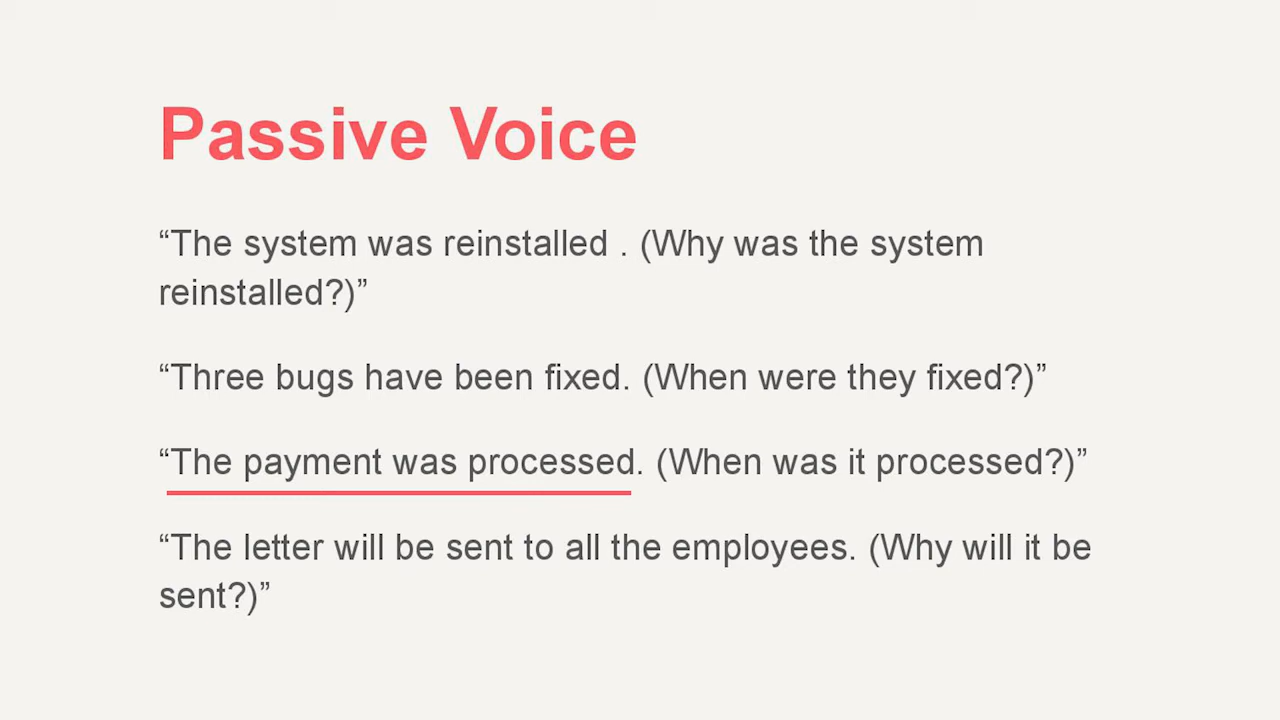 Passive Voice
“The system was reinstalled . (Why was the system
reinstalled?)”
“Three bugs have been fixed. (When were they fixed?)”
“The payment was processed. (When was it processed?)”
“The letter will be sent to all the employees. (Why will it be
sent?)”